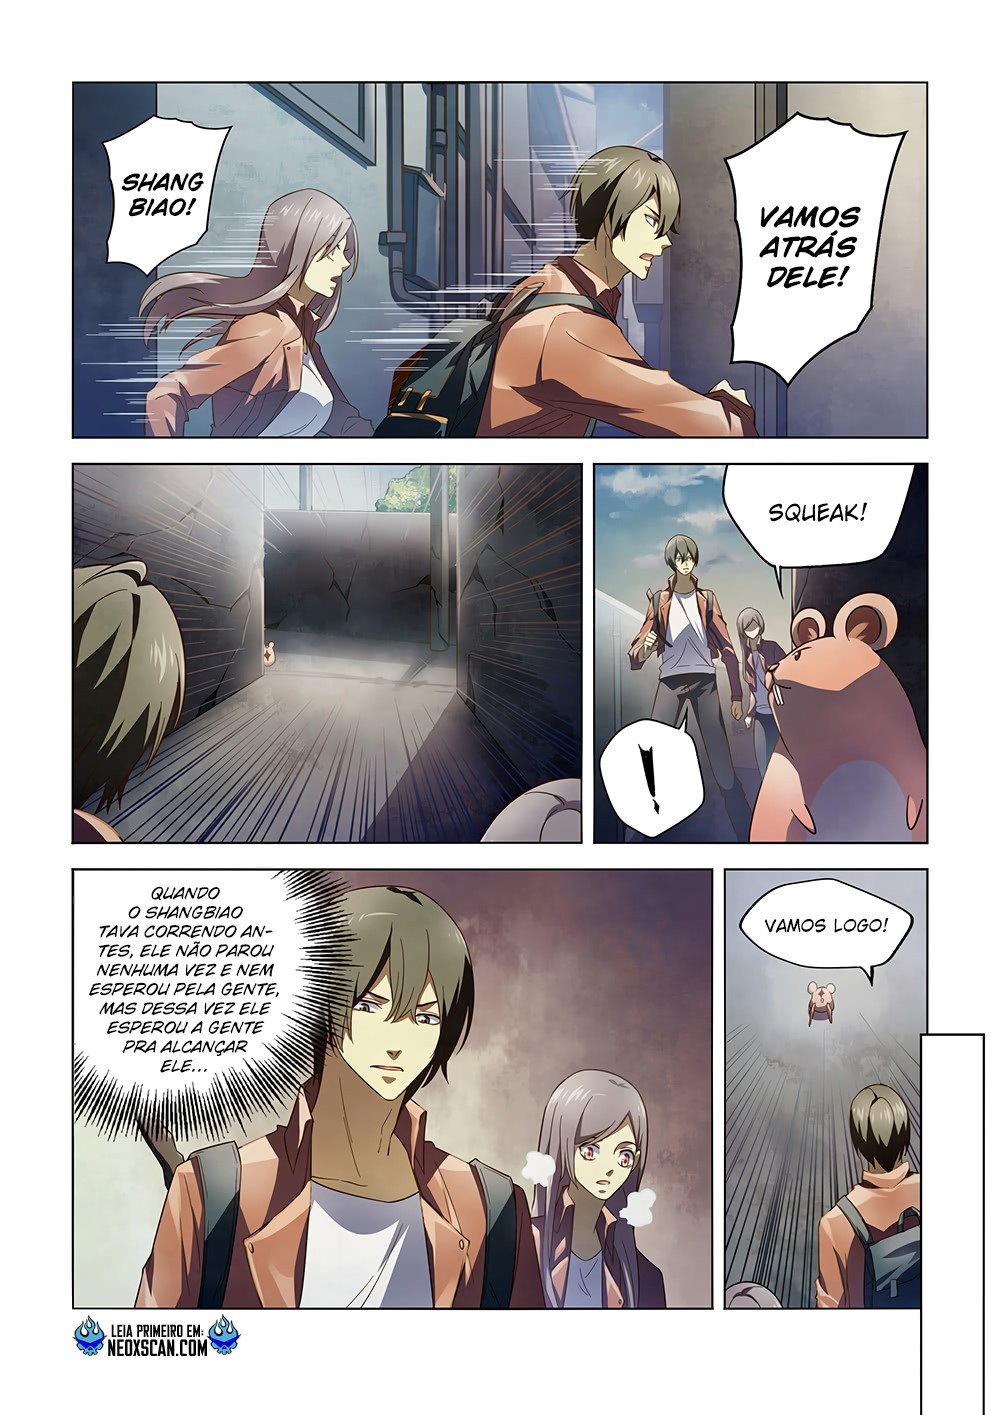 SHANG
BIAO!
VAMOS
ATRÁS
DELE!
SQUEAK!
!
QUANDO
O SHANGBIAO
TAVA CORRENDO AN-
TES, ELE NÃO PAROU
NENHUMA VEZ E NEM
ESPEROU PELA GENTE,
MAS DESSA VEZ ELE
ESPEROU A GENTE
PRA ALCANÇAR
ELE...
VAMOS LOGO!
LEIA PRIMEIRO EM:
NEOXSCAN.COM